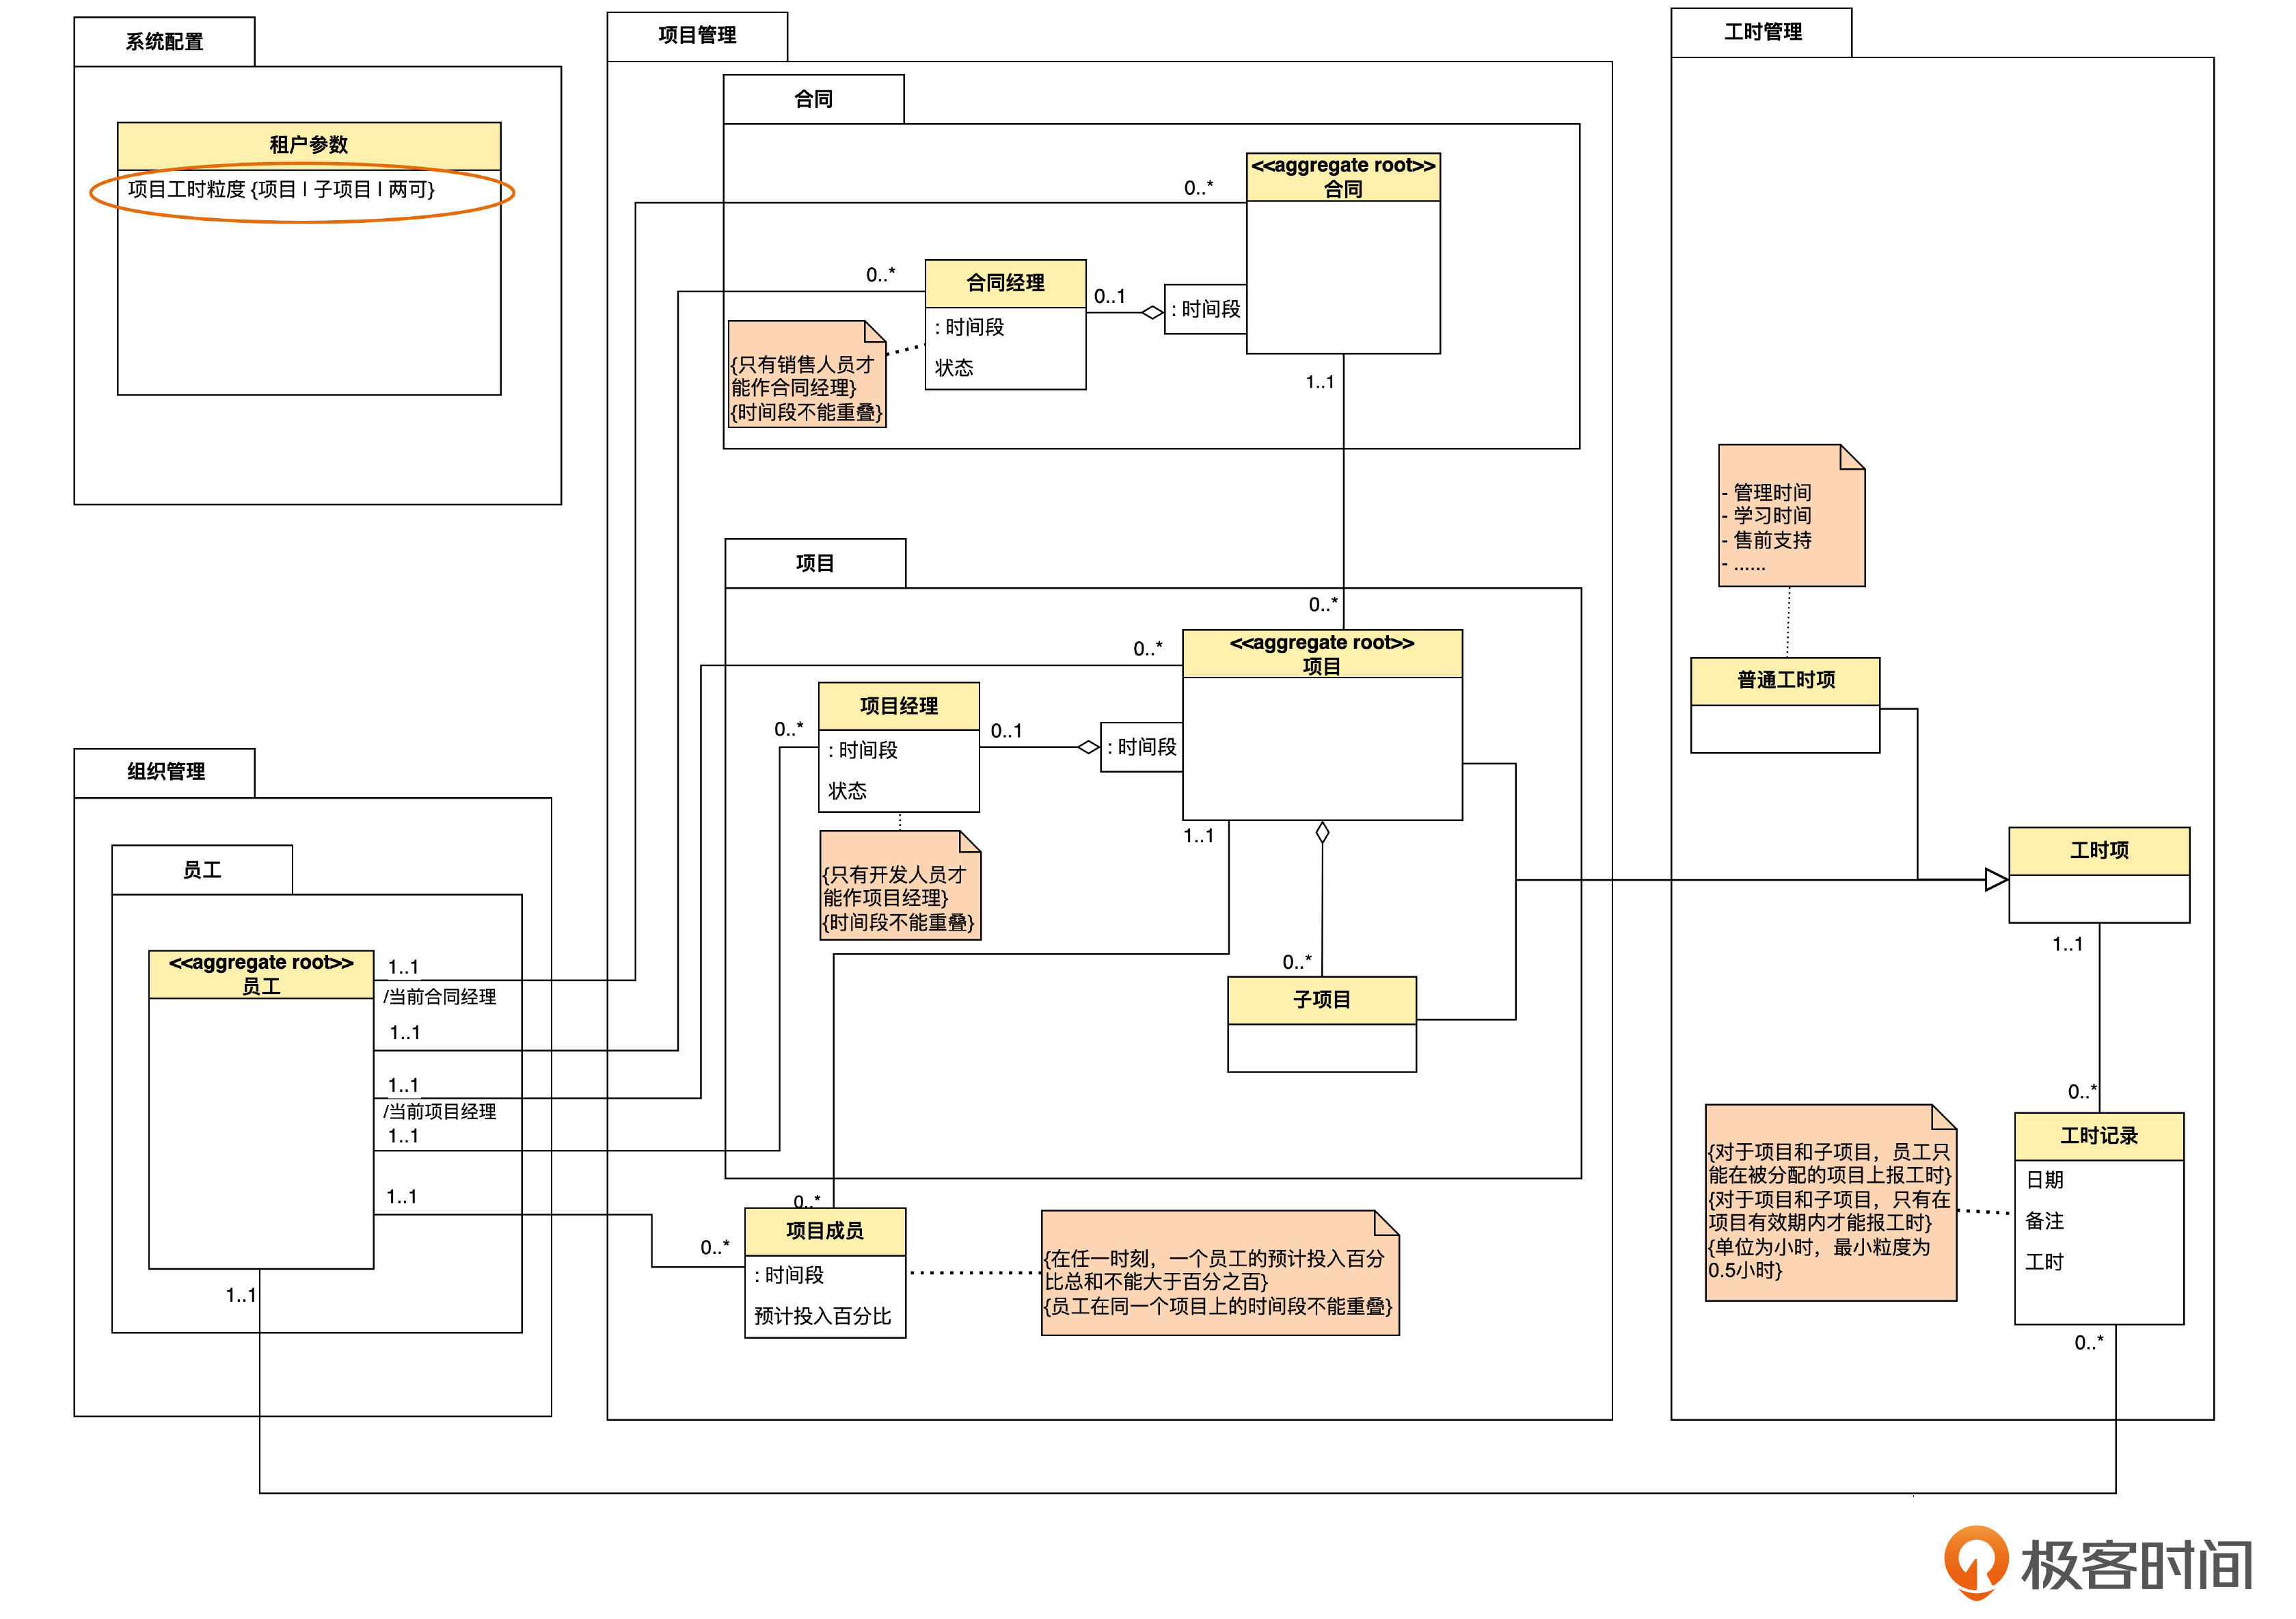 系统配置
租户参数
项目工时粒度 {项目 | 子项目 | 两可}
项目管理
合同
<<aggregate root>>
合同
0..*
合同经理
: 时间段
状态
0..*
0..1
: 时间段
{只有销售人员才
能作合同经理}
{时间段不能重叠}
1..1
项目
0..*
<<aggregate root>>
项目
0..*
项目经理
: 时间段
状态
0..*
0..1
: 时间段
{只有开发人员才
能作项目经理}
{时间段不能重叠}
1..1
0..*
子项目
组织管理
员工
<<aggregate root>>
员工
1..1
/当前合同经理
1..1
1..1
/当前项目经理
1..1
1..1
1..1
0..*
0..*
项目成员
: 时间段
预计投入百分比
{在任一时刻，一个员工的预计投入百分
比总和不能大于百分之百}
{员工在同一个项目上的时间段不能重叠}
工时管理
- 管理时间
- 学习时间
- 售前支持
- ......
普通工时项
工时项
1..1
0..*
工时记录
日期
备注
工时
{对于项目和子项目，员工只
能在被分配的项目上报工时}
{对于项目和子项目，只有在
项目有效期内才能报工时}
{单位为小时，最小粒度为
0.5小时}
0..*
极客时间